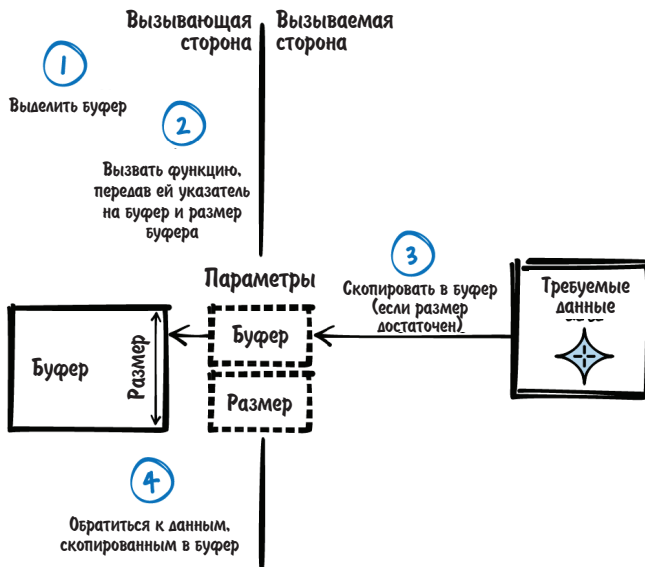 Вызывающая
сторона
Вызываемая
сторона
1
Выделить буфер
2
Вызвать функцию,
передав ей указатель
на буфер и размер
буфера
3
Скопировать в буфер
(если размер
достаточен)
Параметры
Буфер
Размер
Буфер
Размер
Требуемые
данные
4
Обратиться к данным,
скопированным в буфер